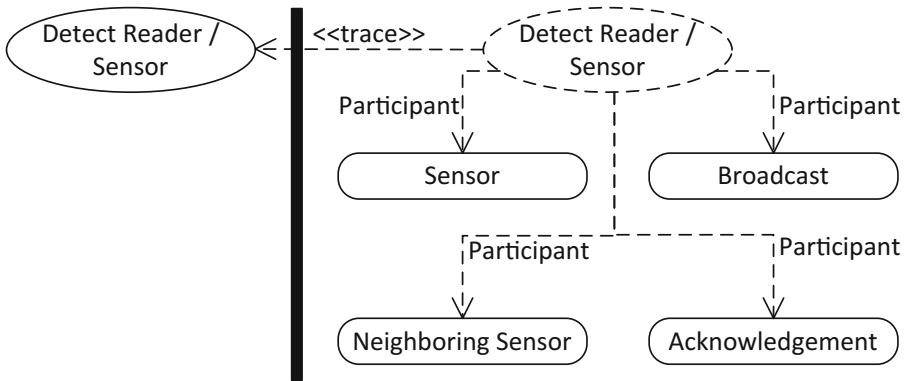 Detect Reader /
Sensor
<<trace>>
Detect Reader /
Sensor
Participant
Participant
Sensor
Broadcast
Participant
Participant
Neighboring Sensor
Acknowledgement